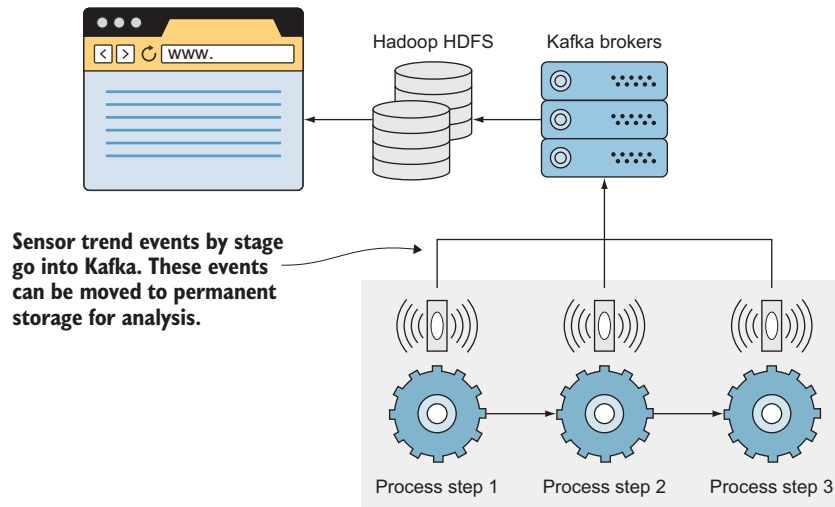 www.
Hadoop HDFS
Kafka brokers
Sensor trend events by stage
go into Kafka. These events
can be moved to permanent
storage for analysis.
Process step 1
Process step 2
Process step 3